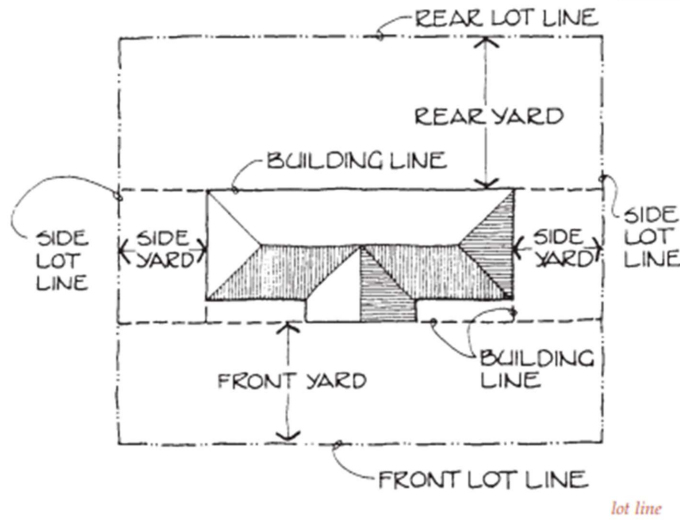 REAR LOT LINE
REAR YARD
BUILDING LINE
SIDE
LOT
LINE
SIDE
YARD
SIDE
YARD
SIDE
LOT
LINE
BUILDING
LINE
FRONT YARD
FRONT LOT LINE
lot line